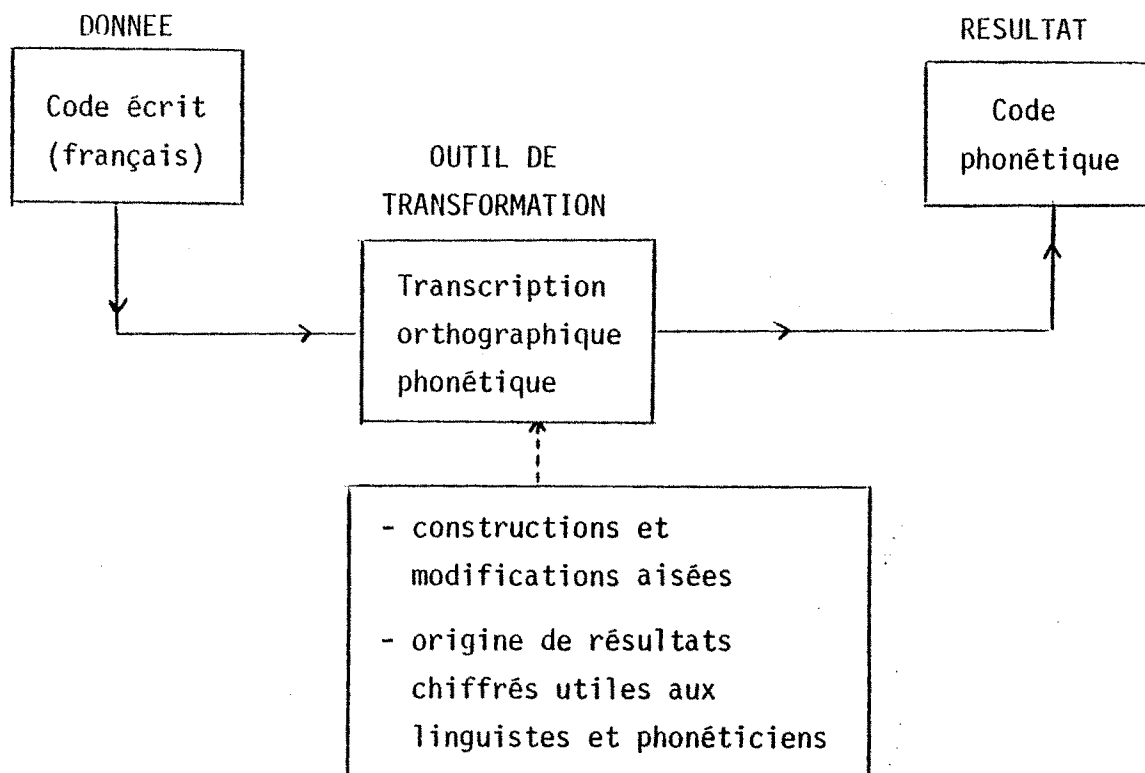 DONNEE
Code écrit
(français)
RESULTAT
Code
phonétique
OUTIL DE
TRANSFORMATION
Transcription
orthographique
phonétique
- constructions et
modifications aisées
- origine de résultats
chiffrés utiles aux
linguistes et phonéticiens